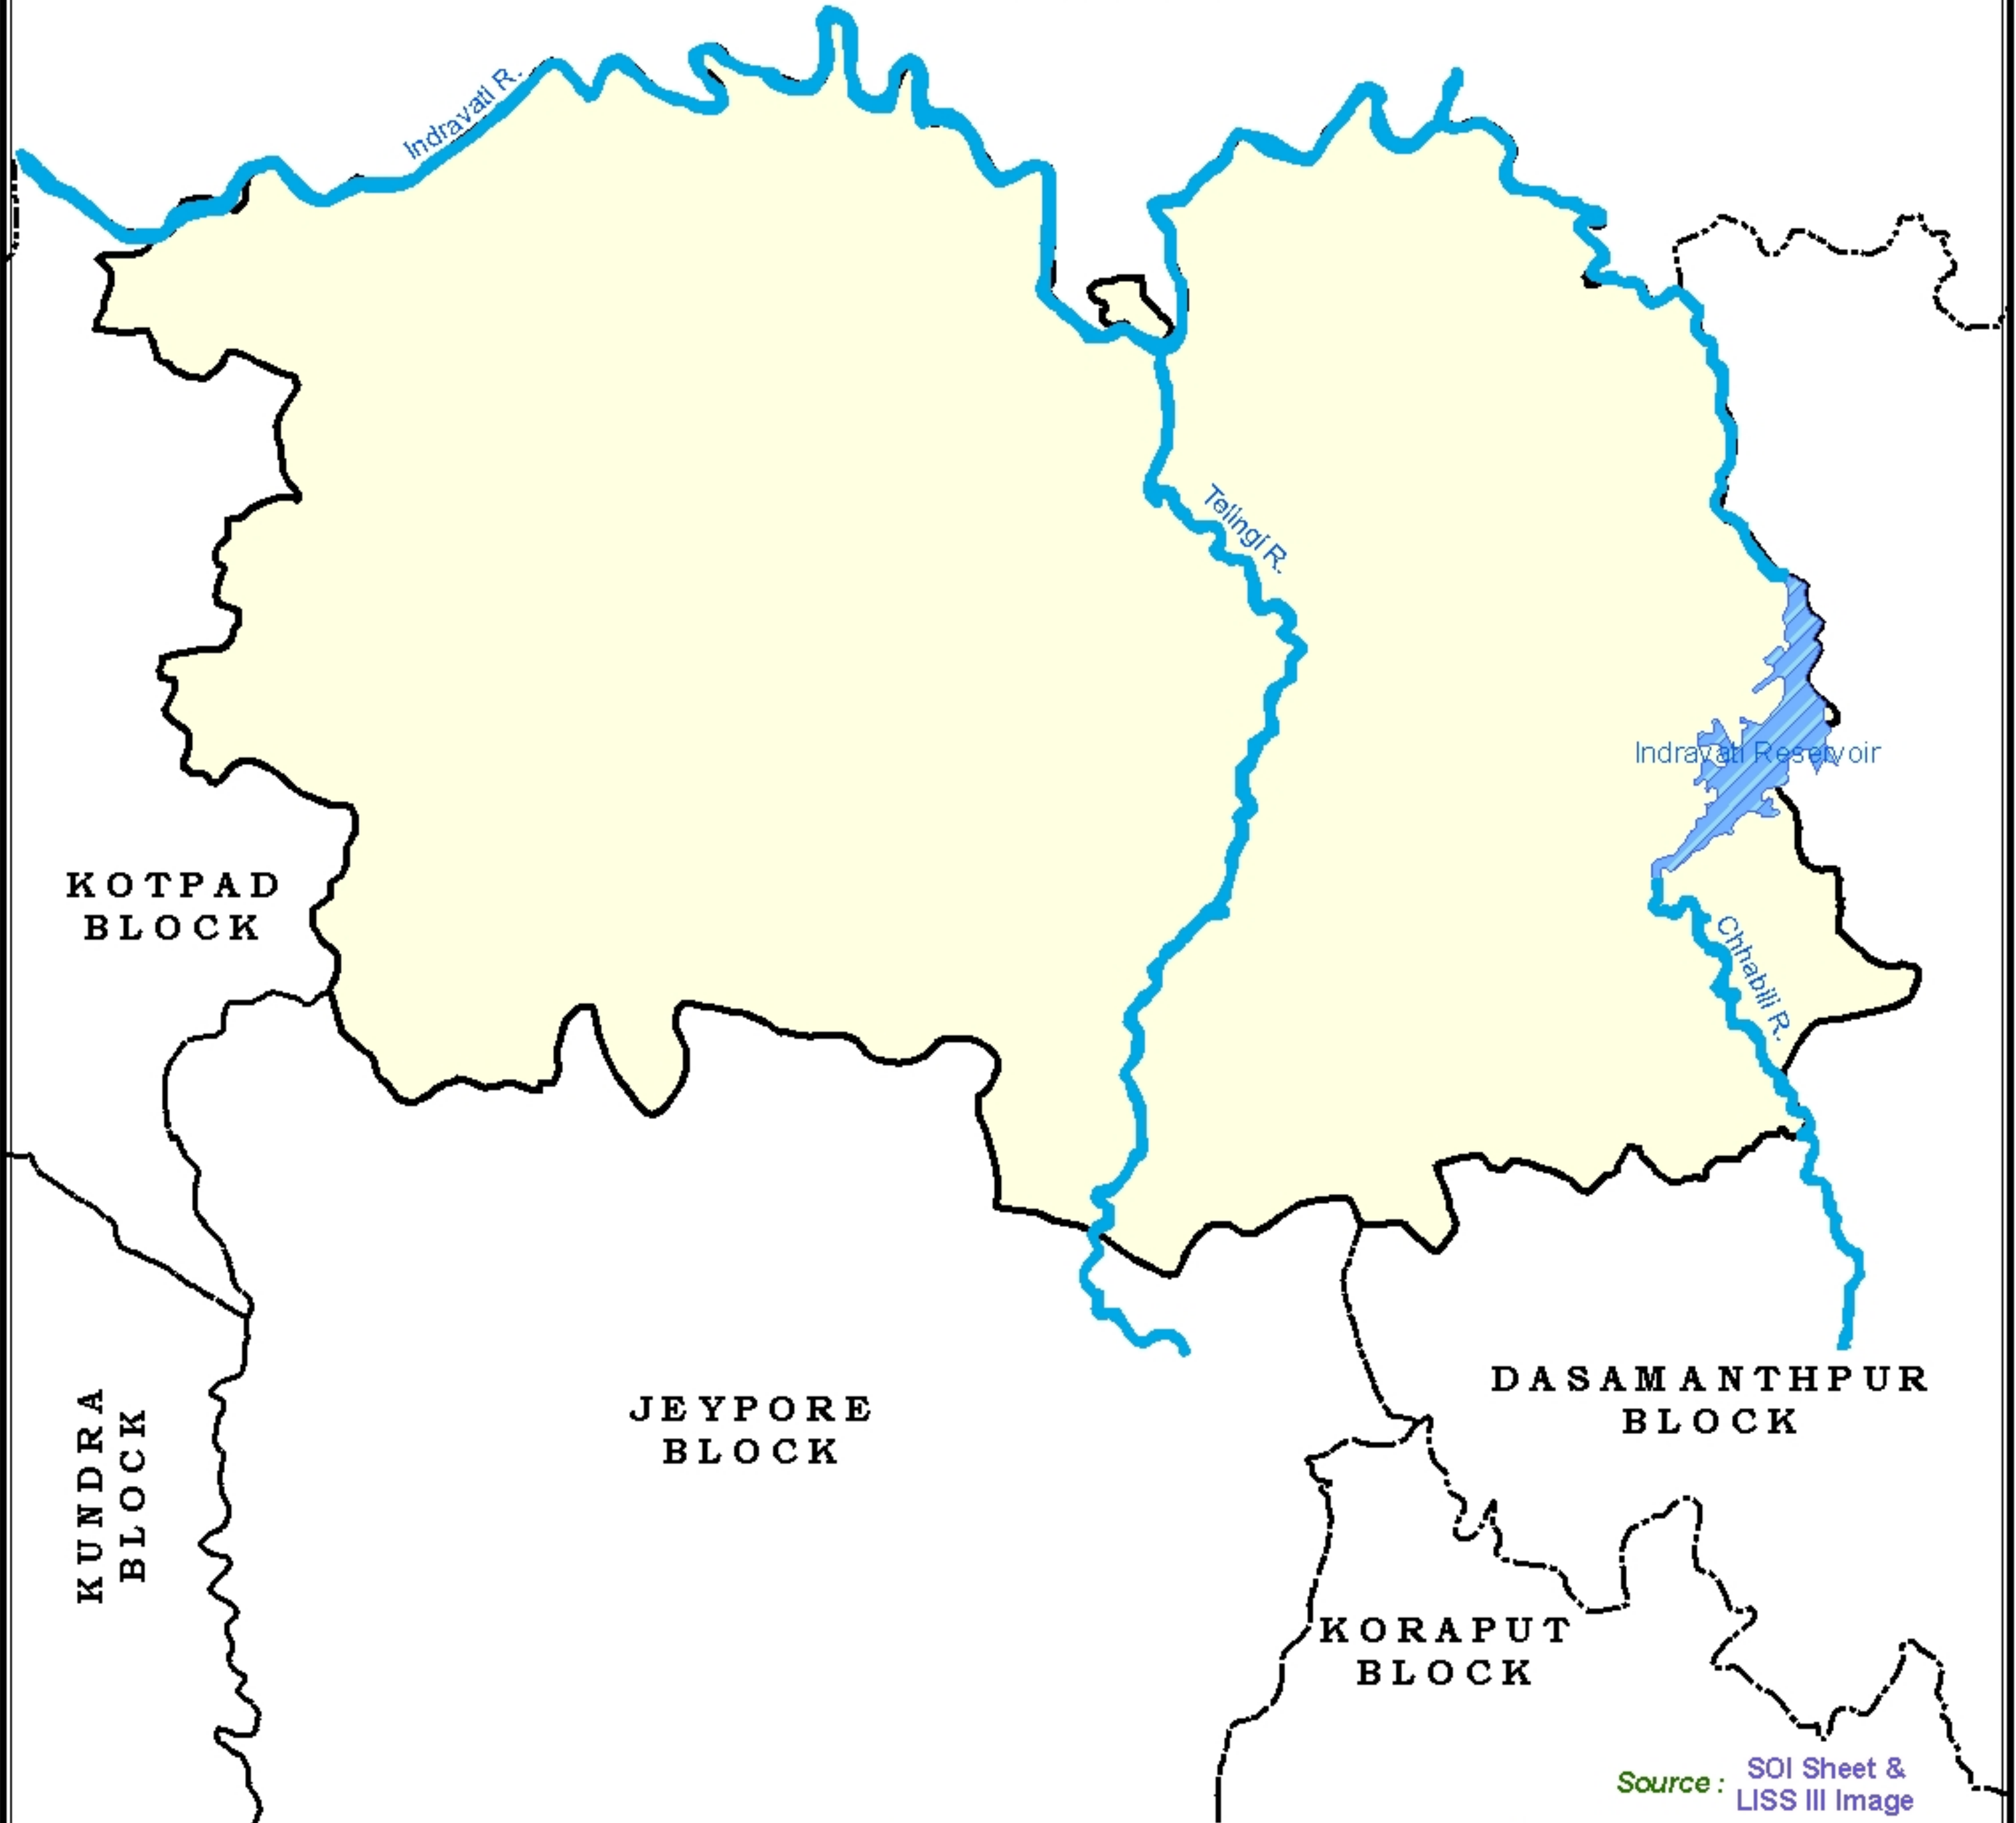 Indravati R.
Telingi R.
Indravati Reservoir
KOTPAD
BLOCK
Chhabili R.
DASAMANTHPUR
BLOCK
JEYPORE
BLOCK
KUNDRA
BLOCK
KORAPUT
BLOCK
Source : SOI Sheet &
LISS III Image